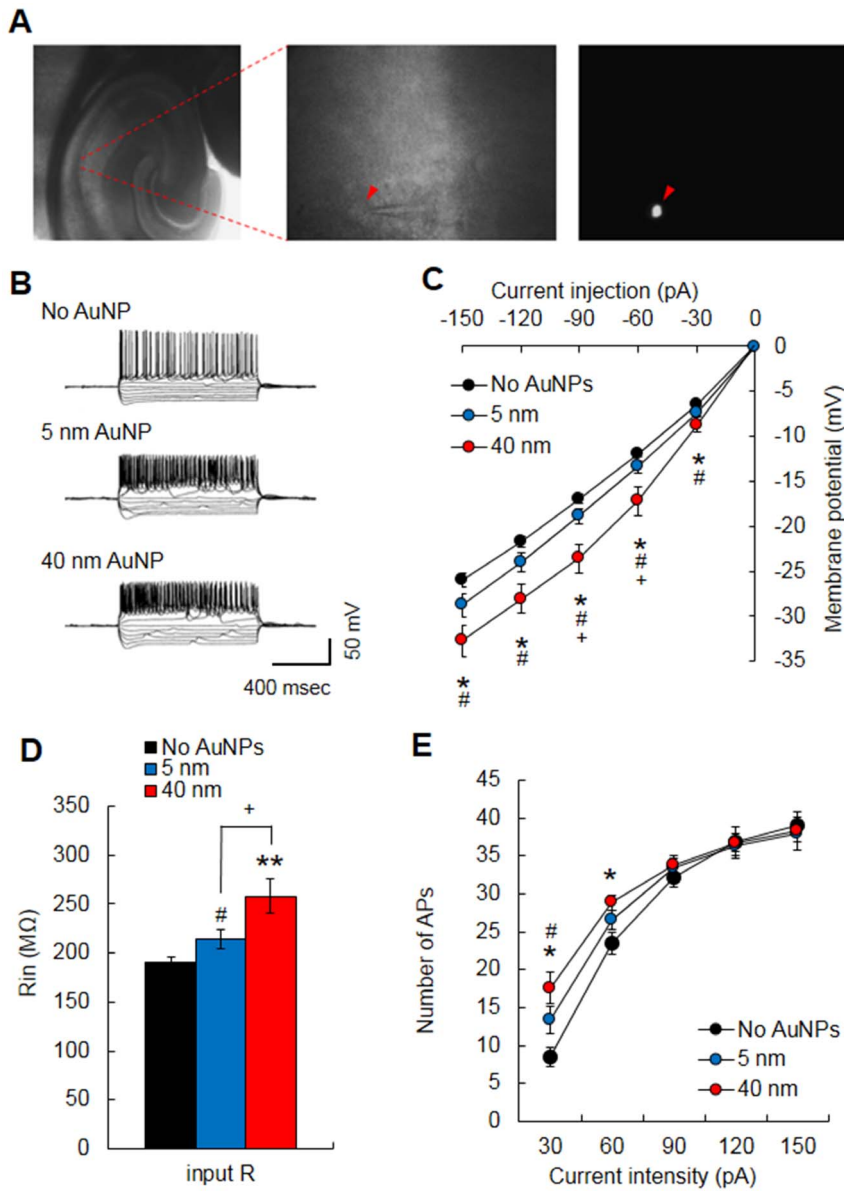 A
B
No AuNP
5 nm AuNP
40 nm AuNP
50 mV
400 msec
C
Current injection (pA)
-150 -120 -90 -60 -30 0
No AuNPs
5 nm
40 nm
0
-5
-10
-15
-20
-25
-30
-35
Membrane potential (mV)
*
#
*
#
+
*
#
+
*
#
*
#
D
No AuNPs
5 nm
40 nm
350
300
250
200
150
100
50
0
Rin (MΩ)
+
#
**
input R
E
45
40
35
30
25
20
15
10
5
0
Number of APs
#
*
*
No AuNPs
5 nm
40 nm
30 60 90 120 150
Current intensity (pA)